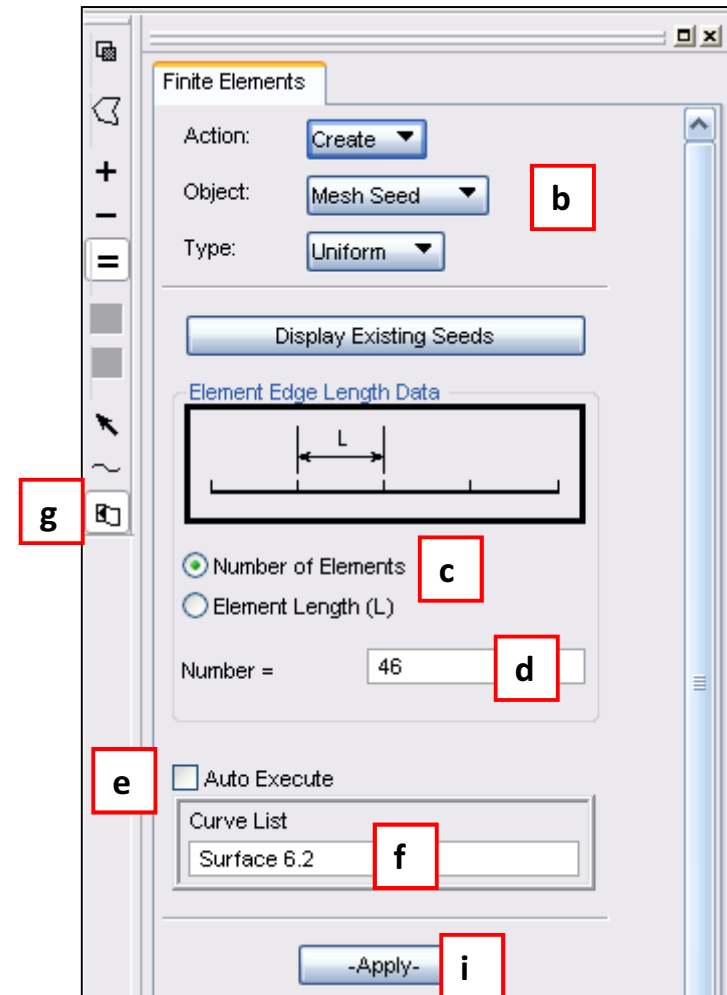 Finite Elements
Action: Create
Object: Mesh Seed b
Type: Uniform
Display Existing Seeds
Element Edge Length Data
L
g
Number of Elements c
Element Length (L)
Number = 46 d
e Auto Execute
Curve List
Surface 6.2 f
-Apply- i